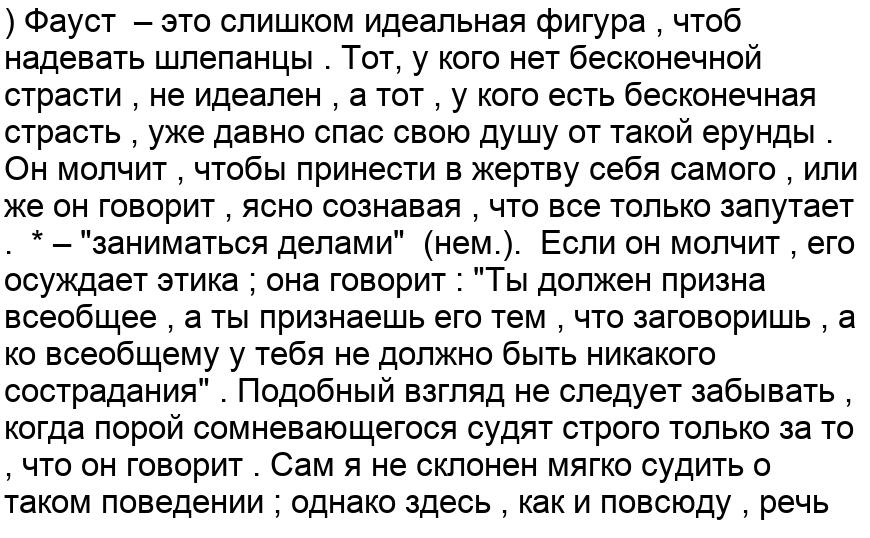 ) Фауст – это слишком идеальная фигура , чтоб
надевать шлепанцы . Тот, у кого нет бесконечной
страсти , не идеален , а тот , у кого есть бесконечная
страсть , уже давно спас свою душу от такой ерунды .
Он молчит , чтобы принести в жертву себя самого , или
же он говорит , ясно сознавая , что все только запутает
. * – "заниматься делами" (нем.). Если он молчит , его
осуждает этика ; она говорит : "Ты должен призна
всеобщее , а ты признаешь его тем , что заговоришь , а
ко всеобщему у тебя не должно быть никакого
сострадания" . Подобный взгляд не следует забывать ,
когда порой сомневающегося судят строго только за то
, что он говорит . Сам я не склонен мягко судить о
таком поведении ; однако здесь , как и повсюду , речь